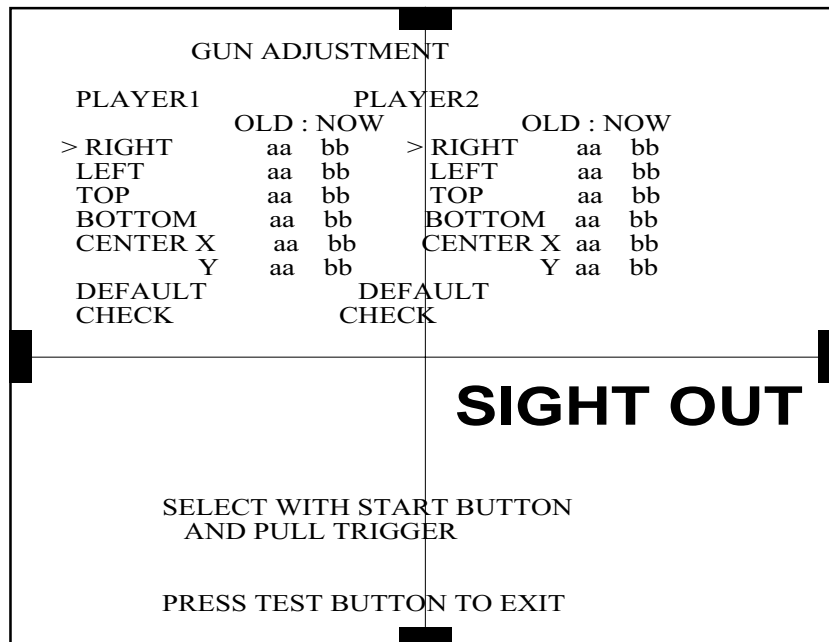 GUN ADJUSTMENT
PLAYER1 PLAYER2
OLD : NOW OLD : NOW
> RIGHT aa bb > RIGHT aa bb
LEFT aa bb LEFT aa bb
TOP aa bb TOP aa bb
BOTTOM aa bb BOTTOM aa bb
CENTER X aa bb CENTER X aa bb
Y aa bb Y aa bb
DEFAULT DEFAULT
CHECK CHECK
SIGHT OUT
SELECT WITH START BUTTON
AND PULL TRIGGER
PRESS TEST BUTTON TO EXIT